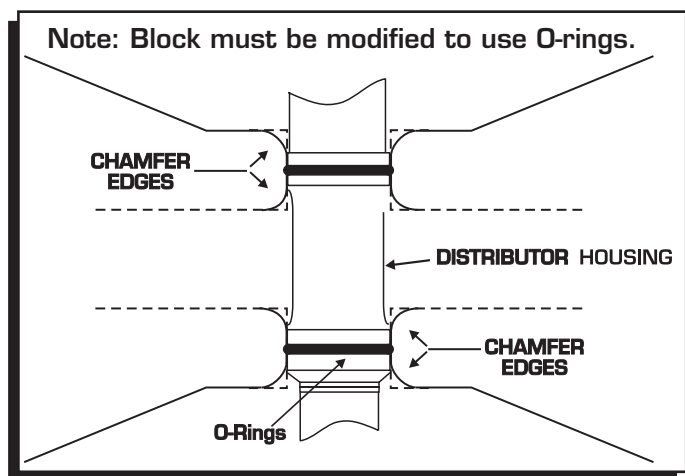 Note: Block must be modified to use O-rings.
CHAMFER
EDGES
DISTRIBUTOR HOUSING
CHAMFER
EDGES
O-Rings